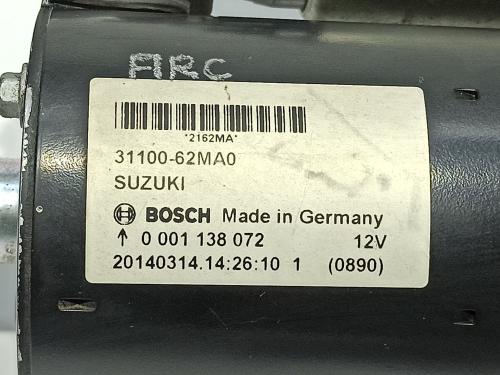 FIRC
*2162MA*
31100-62MA0
SUZUKI
BOSCH Made in Germany
↑ 0 001 138 072 12V
20140314.14:26:10 1 (0890)